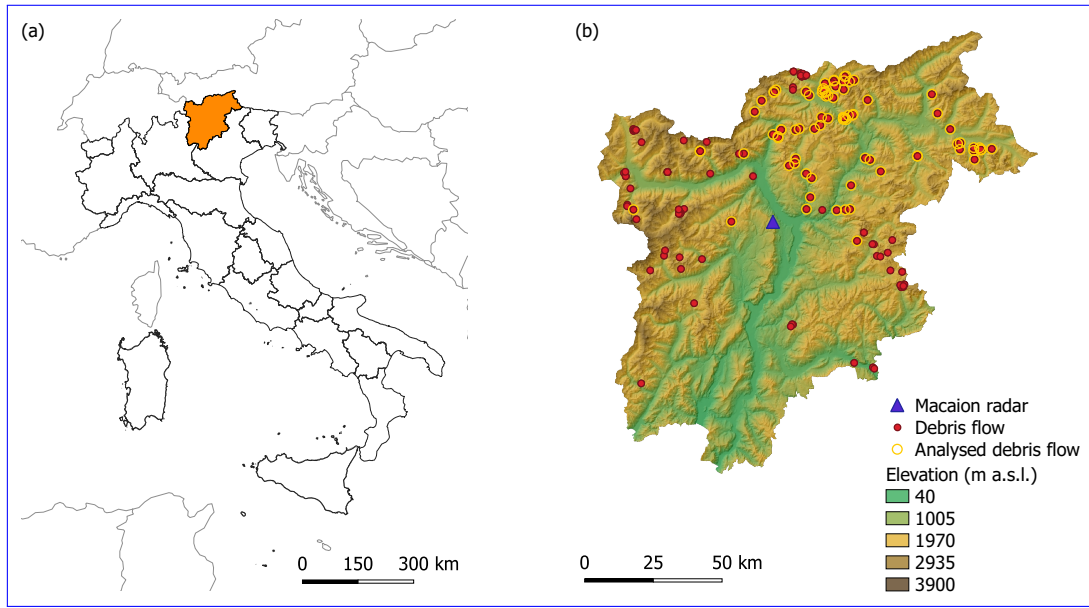 (a)
(b)
Macaion radar
Debris flow
Analysed debris flow
Elevation (m a.s.l.)
40
1005
1970
2935
3900
0 150 300 km
0 25 50 km